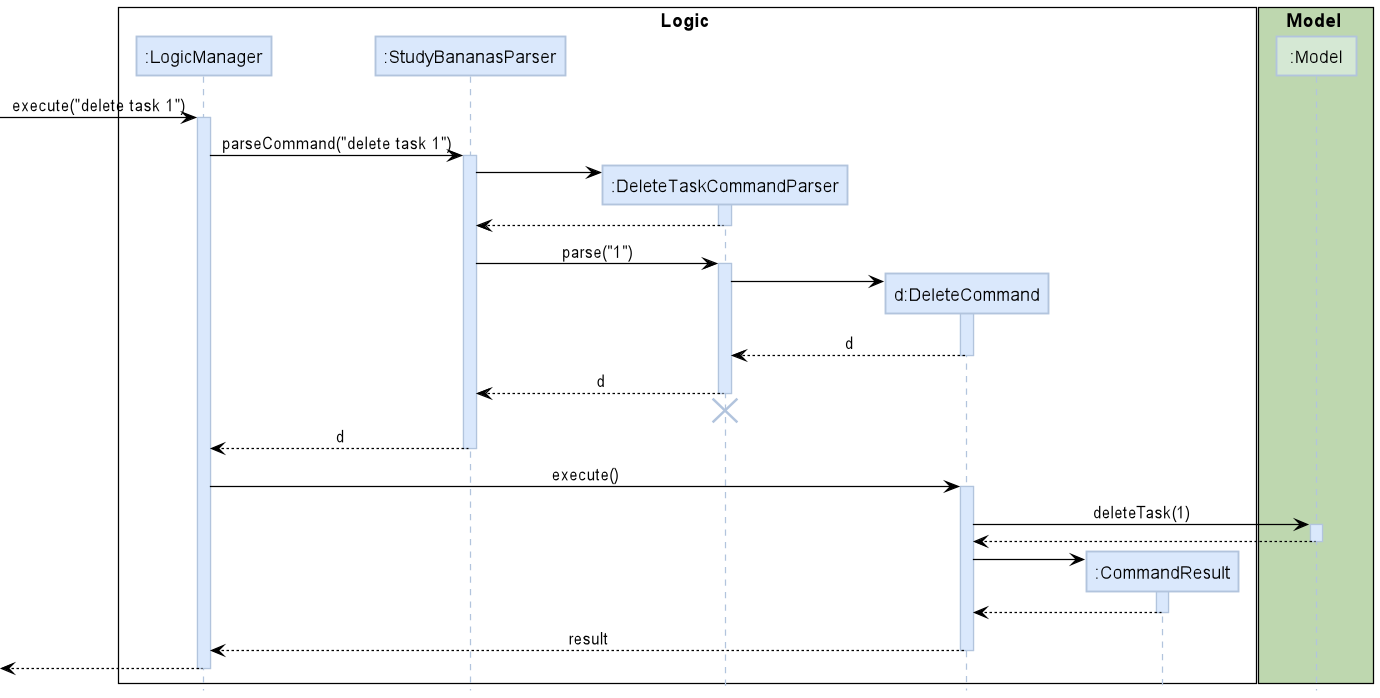 Logic
Model
:LogicManager
:StudyBananasParser
:Model
execute("delete task 1")
parseCommand("delete task 1")
:DeleteTaskCommandParser
parse("1")
d:DeleteCommand
d
d
d
execute()
deleteTask(1)
:CommandResult
result